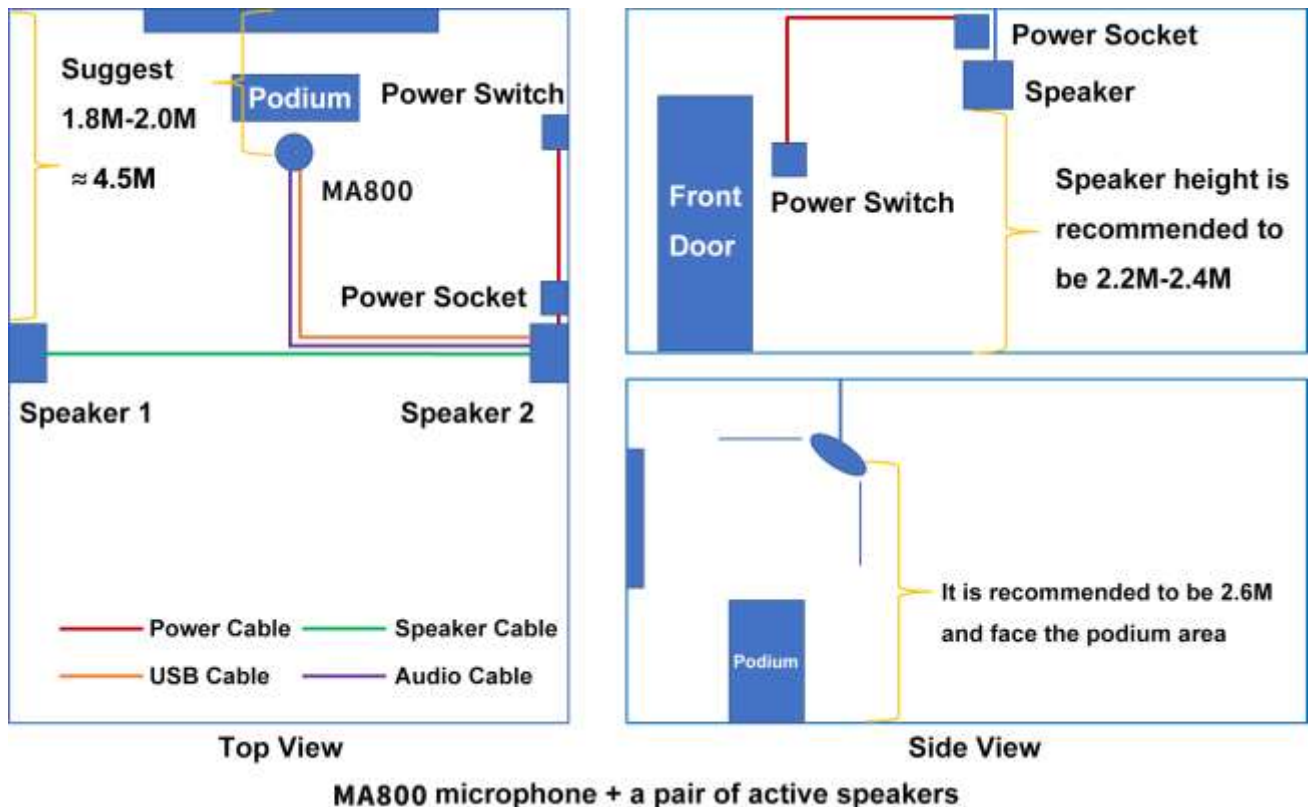 Suggest
1.8M-2.0M
≈ 4.5M
Podium
Power Switch
MA800
Power Socket
Speaker 1
Speaker 2
Power Cable
Speaker Cable
USB Cable
Audio Cable
Top View
Power Socket
Speaker
Front
Door
Power Switch
Speaker height is
recommended to
be 2.2M-2.4M
It is recommended to be 2.6M
and face the podium area
Podium
Side View
MA800 microphone + a pair of active speakers